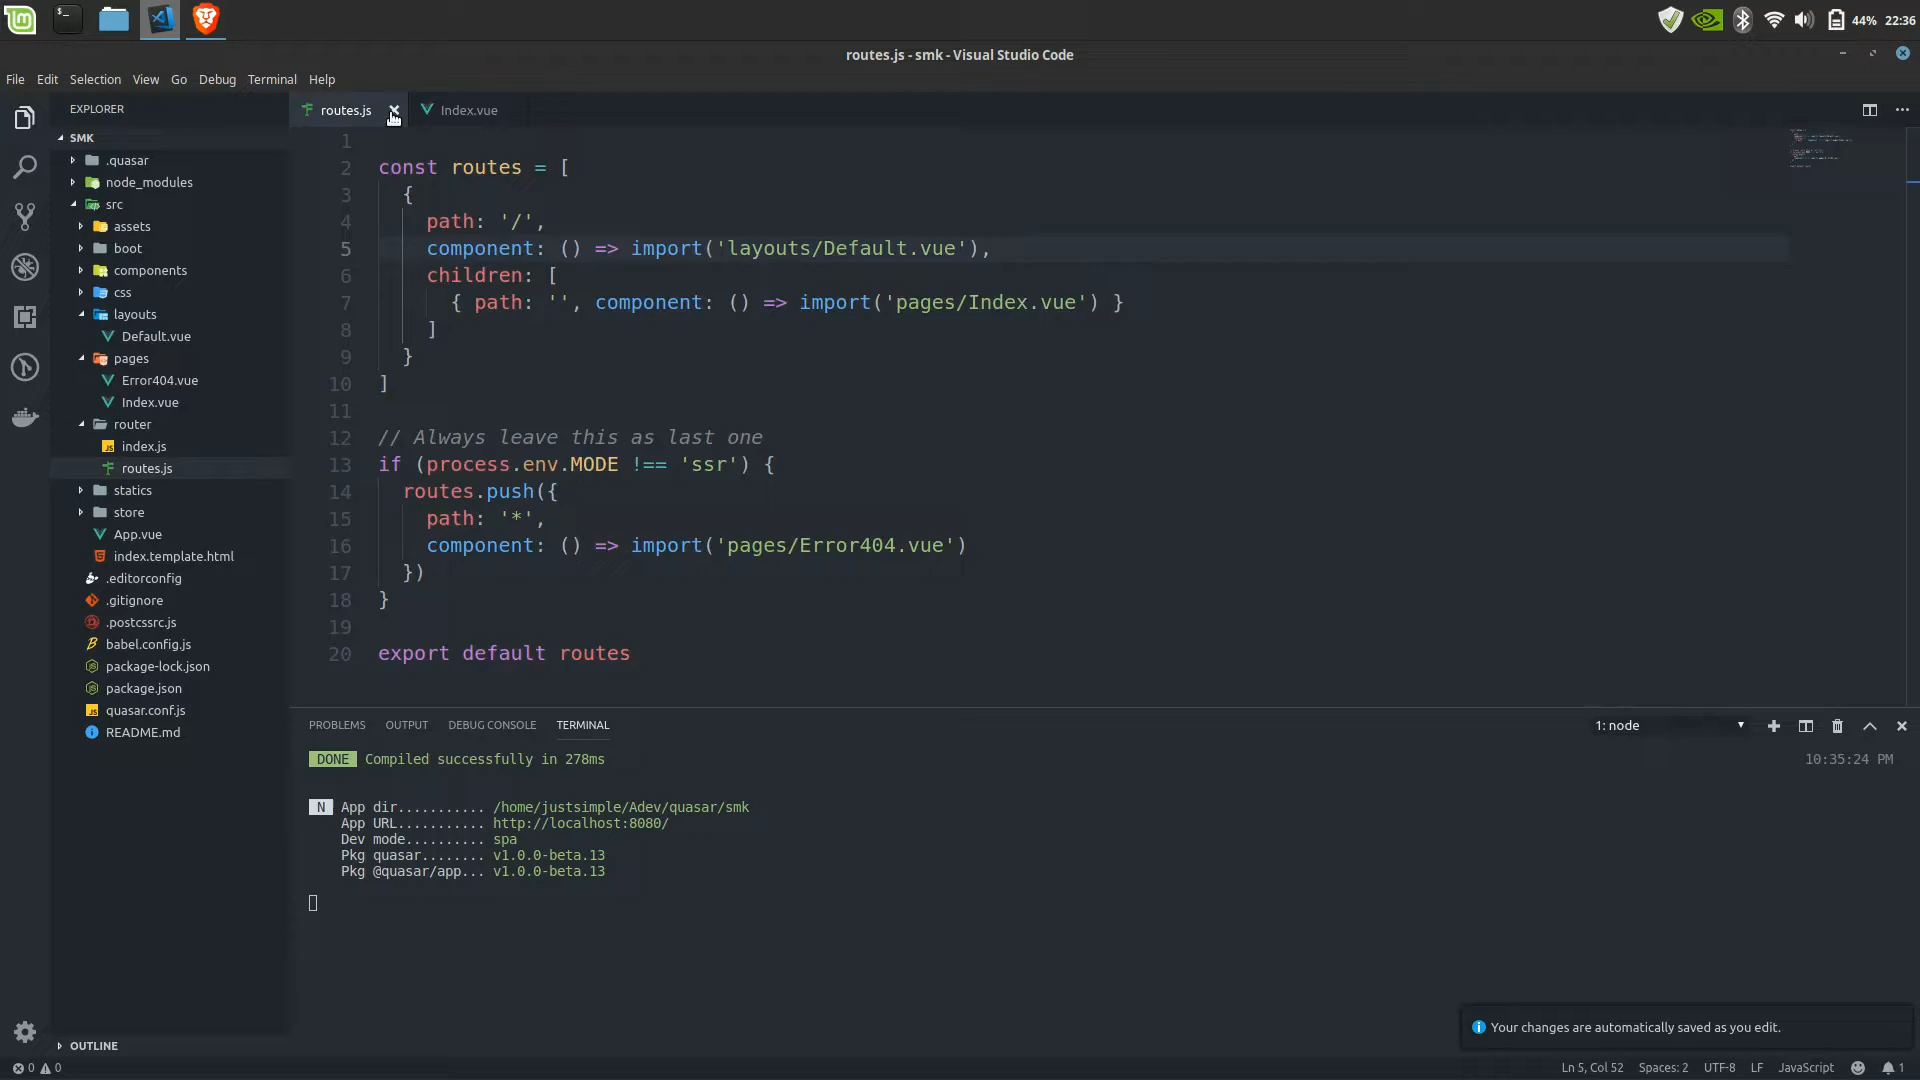 44% 22:36
routes.js - smk - Visual Studio Code
File Edit Selection View Go Debug Terminal Help
EXPLORER
routes.js
Index.vue
SMK
.quasar
node_modules
src
assets
boot
components
css
layouts
Default.vue
pages
Error404.vue
Index.vue
router
index.js
routes.js
statics
store
App.vue
index.template.html
.editorconfig
.gitignore
.postcssrc.js
babel.config.js
package-lock.json
package.json
quasar.conf.js
README.md
OUTLINE
1
2 const routes = [
3 {
4 path: '/',
5 component: () => import('layouts/Default.vue'),
6 children: [
7 { path: '', component: () => import('pages/Index.vue') }
8 ]
9 }
10 ]
11
12 // Always leave this as last one
13 if (process.env.MODE !== 'ssr') {
14 routes.push({
15 path: '*',
16 component: () => import('pages/Error404.vue')
17 })
18 }
19
20 export default routes
PROBLEMS OUTPUT DEBUG CONSOLE TERMINAL
1: node
DONE Compiled successfully in 278ms
10:35:24 PM
N App dir........... /home/justsimple/Adev/quasar/smk
App URL........... http://localhost:8080/
Dev mode.......... spa
Pkg quasar........ v1.0.0-beta.13
Pkg @quasar/app... v1.0.0-beta.13
Your changes are automatically saved as you edit.
0 0
Ln 5, Col 52 Spaces: 2 UTF-8 LF JavaScript 1